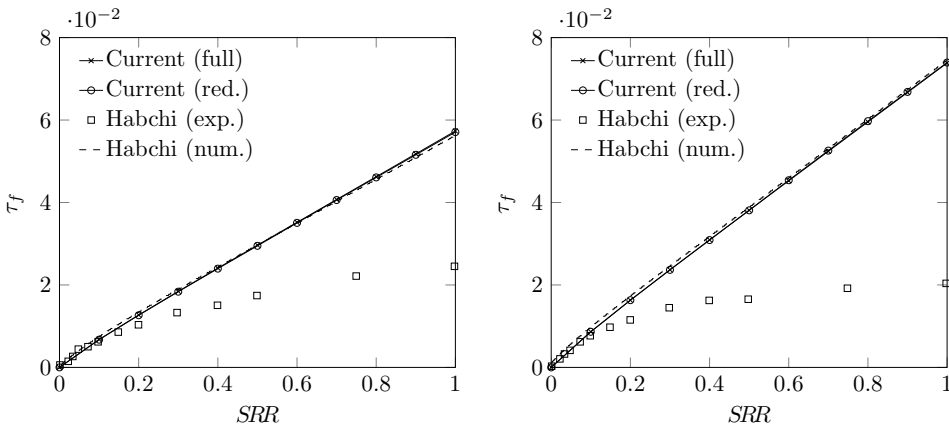 ·10⁻²
8
6
4
2
0
τf
Current (full)
Current (red.)
Habchi (exp.)
Habchi (num.)
0 0.2 0.4 0.6 0.8 1
SRR
·10⁻²
8
6
4
2
0
τf
Current (full)
Current (red.)
Habchi (exp.)
Habchi (num.)
0 0.2 0.4 0.6 0.8 1
SRR